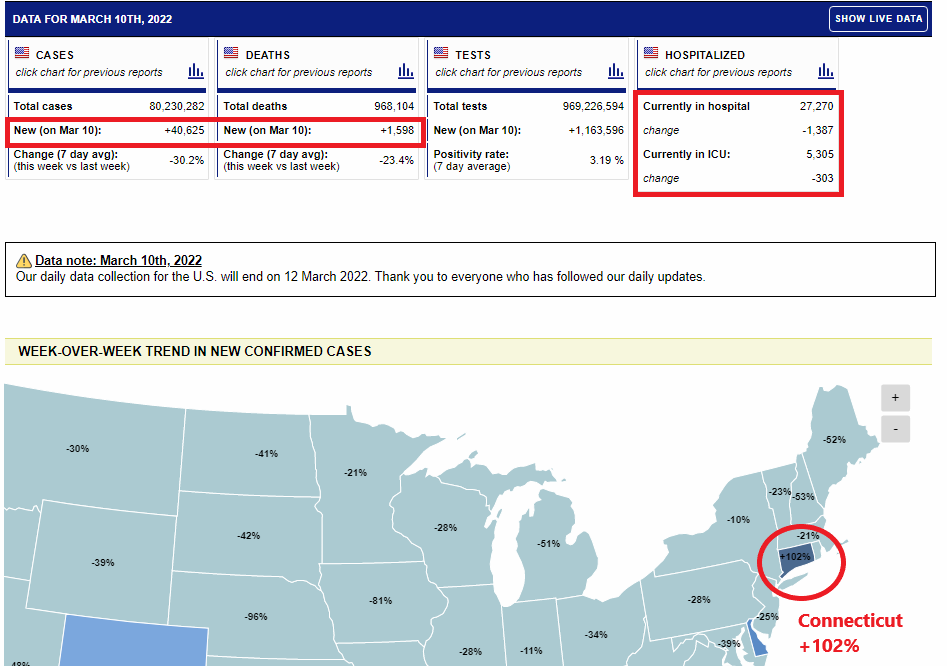 DATA FOR MARCH 10TH, 2022
SHOW LIVE DATA
CASES
click chart for previous reports
Total cases 80,230,282
New (on Mar 10): +40,625
Change (7 day avg): -30.2%
(this week vs last week)
DEATHS
click chart for previous reports
Total deaths 968,104
New (on Mar 10): +1,598
Change (7 day avg): -23.4%
(this week vs last week)
TESTS
click chart for previous reports
Total tests 969,226,594
New (on Mar 10): +1,163,596
Positivity rate: 3.19 %
(7 day average)
HOSPITALIZED
click chart for previous reports
Currently in hospital 27,270
change -1,387
Currently in ICU: 5,305
change -303
Data note: March 10th, 2022
Our daily data collection for the U.S. will end on 12 March 2022. Thank you to everyone who has followed our daily updates.
WEEK-OVER-WEEK TREND IN NEW CONFIRMED CASES
+
-
-52%
-30%
-41%
-21%
-23%
-53%
-10%
-28%
-42%
-21%
-51%
+102%
-39%
-28%
-81%
-96%
-25%
Connecticut
+102%
-34%
-39%
-28%
-11%